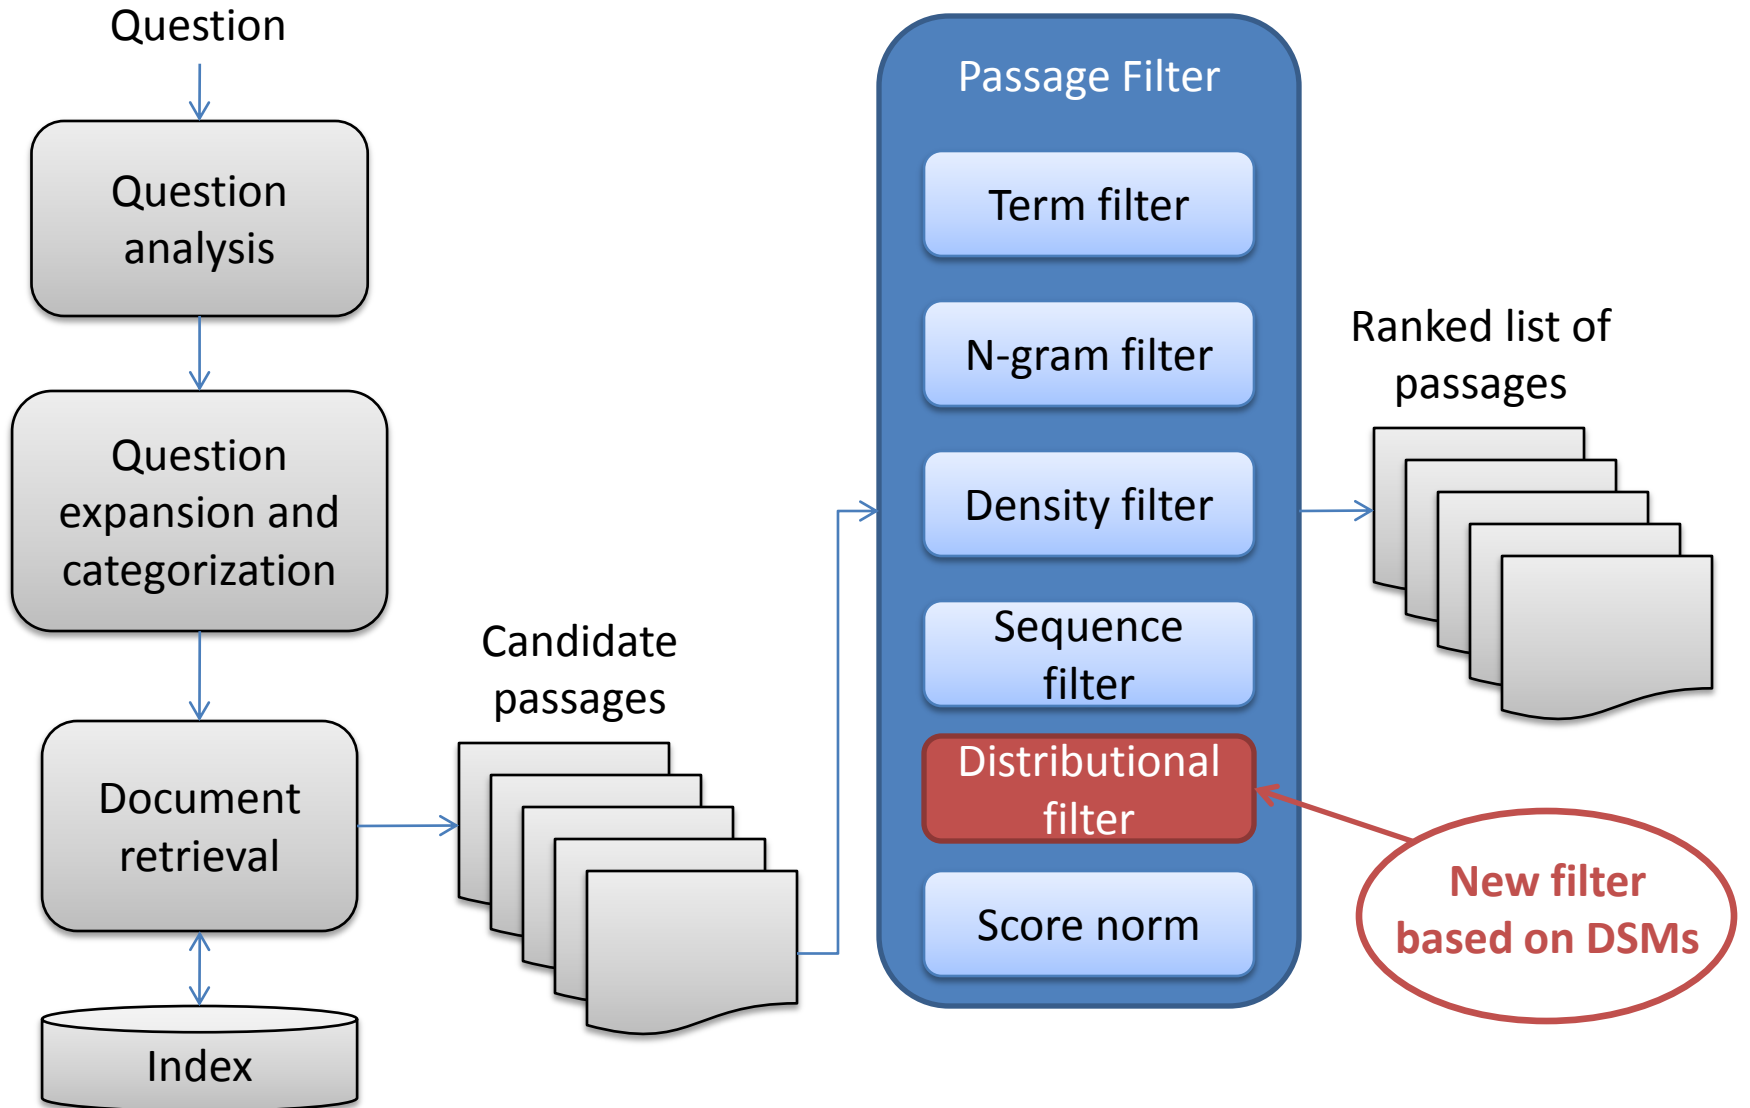 Question
Question
analysis
Question
expansion and
categorization
Document
retrieval
Index
Candidate
passages
Passage Filter
Term filter
N-gram filter
Density filter
Sequence
filter
Distributional
filter
Score norm
Ranked list of
passages
New filter
based on DSMs